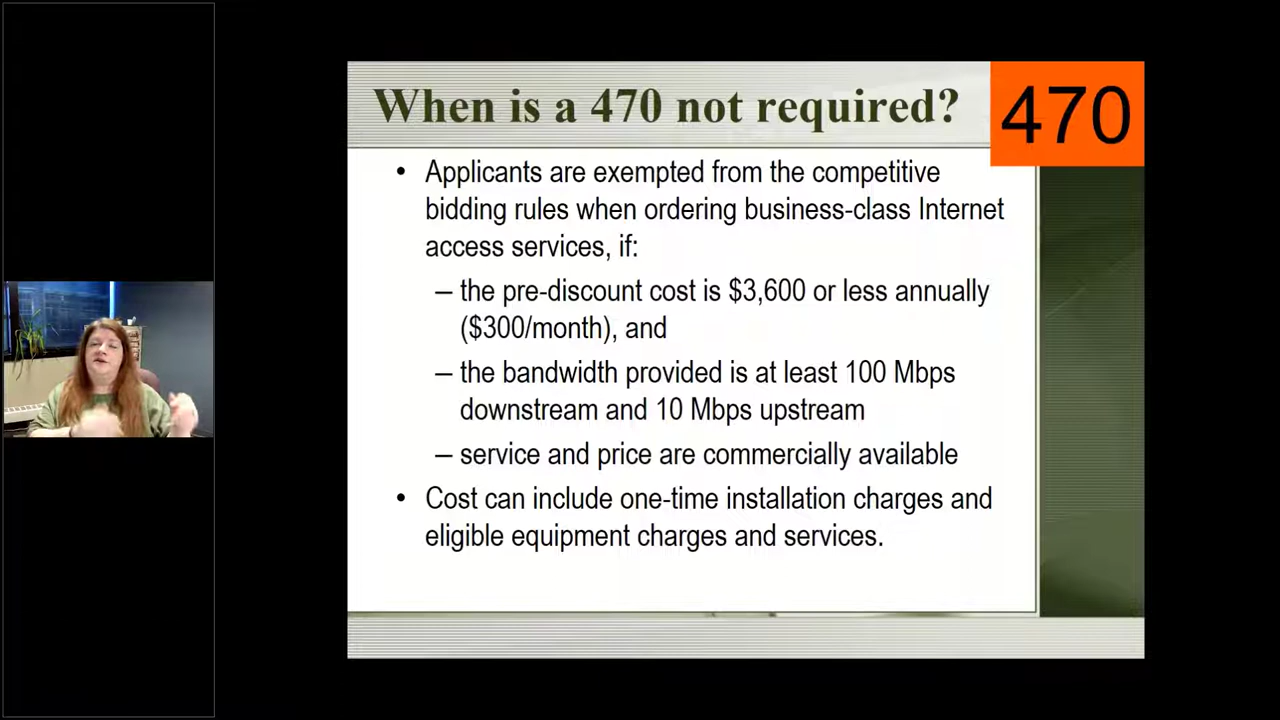 When is a 470 not required?
470
• Applicants are exempted from the competitive
bidding rules when ordering business-class Internet
access services, if:
– the pre-discount cost is $3,600 or less annually
($300/month), and
– the bandwidth provided is at least 100 Mbps
downstream and 10 Mbps upstream
– service and price are commercially available
• Cost can include one-time installation charges and
eligible equipment charges and services.